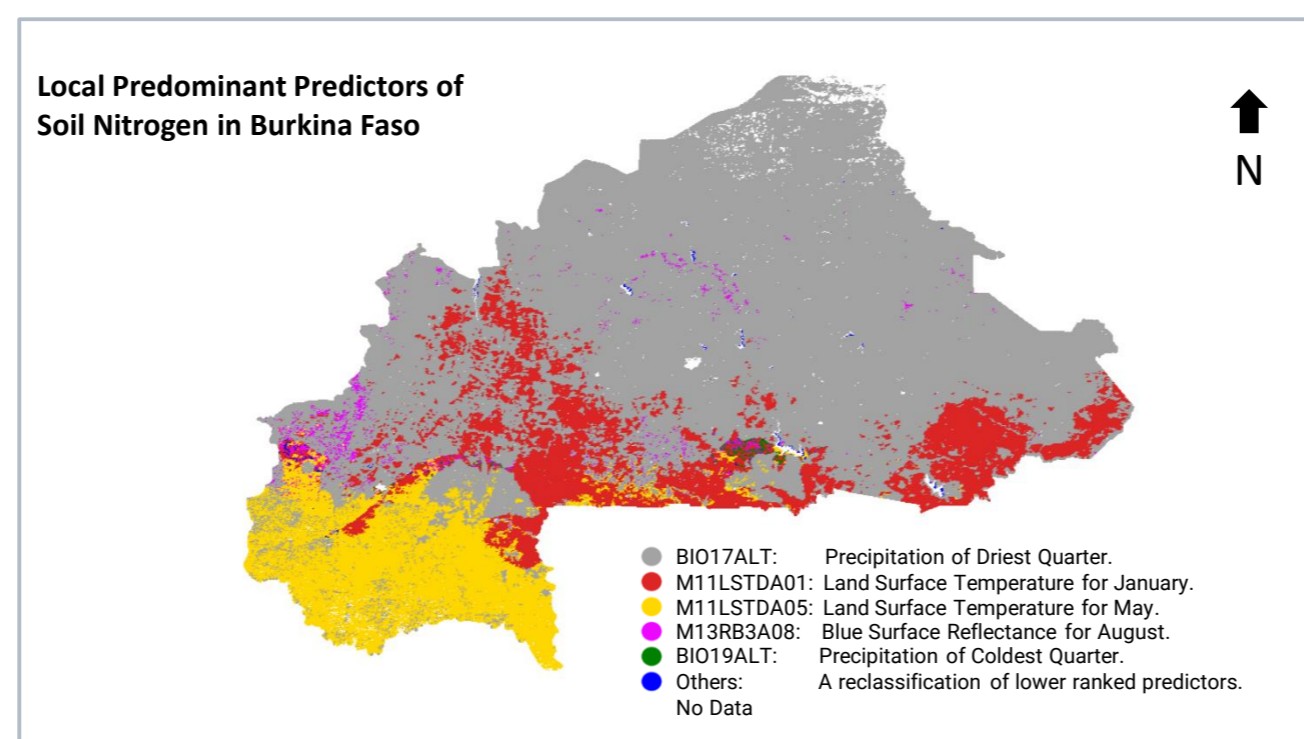 Local Predominant Predictors of
Soil Nitrogen in Burkina Faso
N
BIO17ALT: Precipitation of Driest Quarter.
M11LSTDA01: Land Surface Temperature for January.
M11LSTDA05: Land Surface Temperature for May.
M13RB3A08: Blue Surface Reflectance for August.
BIO19ALT: Precipitation of Coldest Quarter.
Others: A reclassification of lower ranked predictors.
No Data